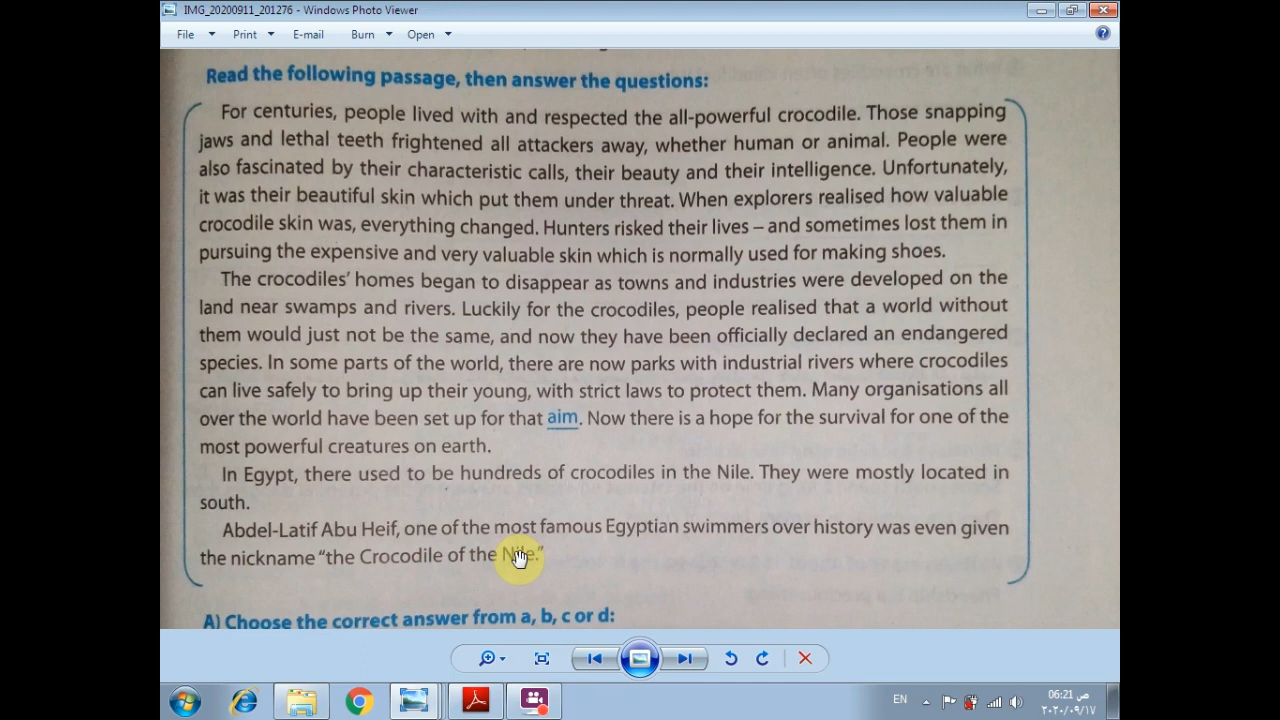 IMG_20200911_201276 - Windows Photo Viewer
File Print E-mail Burn Open
Read the following passage, then answer the questions:
For centuries, people lived with and respected the all-powerful crocodile. Those snapping
jaws and lethal teeth frightened all attackers away, whether human or animal. People were
also fascinated by their characteristic calls, their beauty and their intelligence. Unfortunately,
it was their beautiful skin which put them under threat. When explorers realised how valuable
crocodile skin was, everything changed. Hunters risked their lives – and sometimes lost them in
pursuing the expensive and very valuable skin which is normally used for making shoes.
The crocodiles' homes began to disappear as towns and industries were developed on the
land near swamps and rivers. Luckily for the crocodiles, people realised that a world without
them would just not be the same, and now they have been officially declared an endangered
species. In some parts of the world, there are now parks with industrial rivers where crocodiles
can live safely to bring up their young, with strict laws to protect them. Many organisations all
over the world have been set up for that aim. Now there is a hope for the survival for one of the
most powerful creatures on earth.
In Egypt, there used to be hundreds of crocodiles in the Nile. They were mostly located in
south.
Abdel-Latif Abu Heif, one of the most famous Egyptian swimmers over history was even given
the nickname "the Crocodile of the Nile."
A) Choose the correct answer from a, b, c or d:
EN
06:21 ص
٢٠٢٠/٠٩/١٧